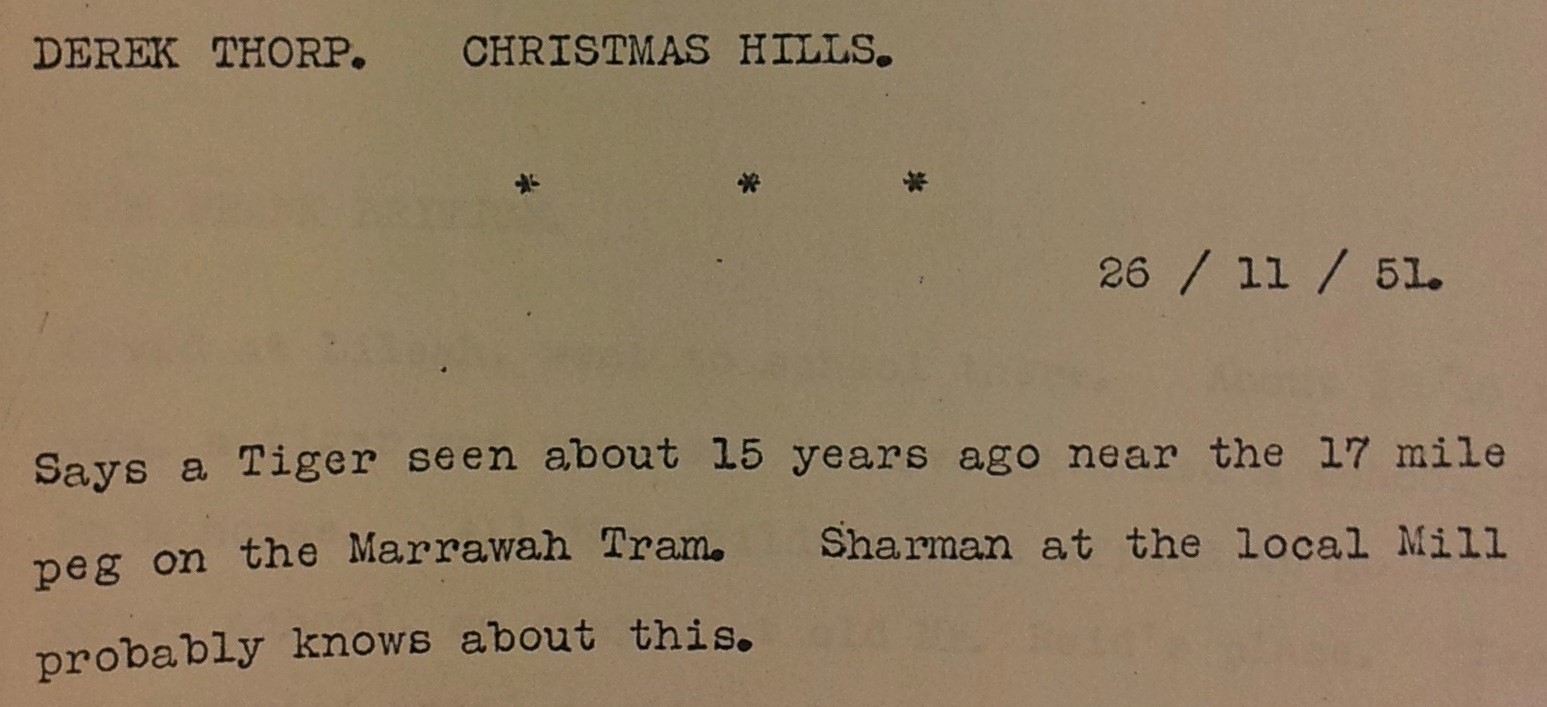 DEREK THORP. CHRISTMAS HILLS.
* * *
26 / 11 / 51.
Says a Tiger seen about 15 years ago near the 17 mile
peg on the Marrawah Tram. Sharman at the local Mill
probably knows about this.